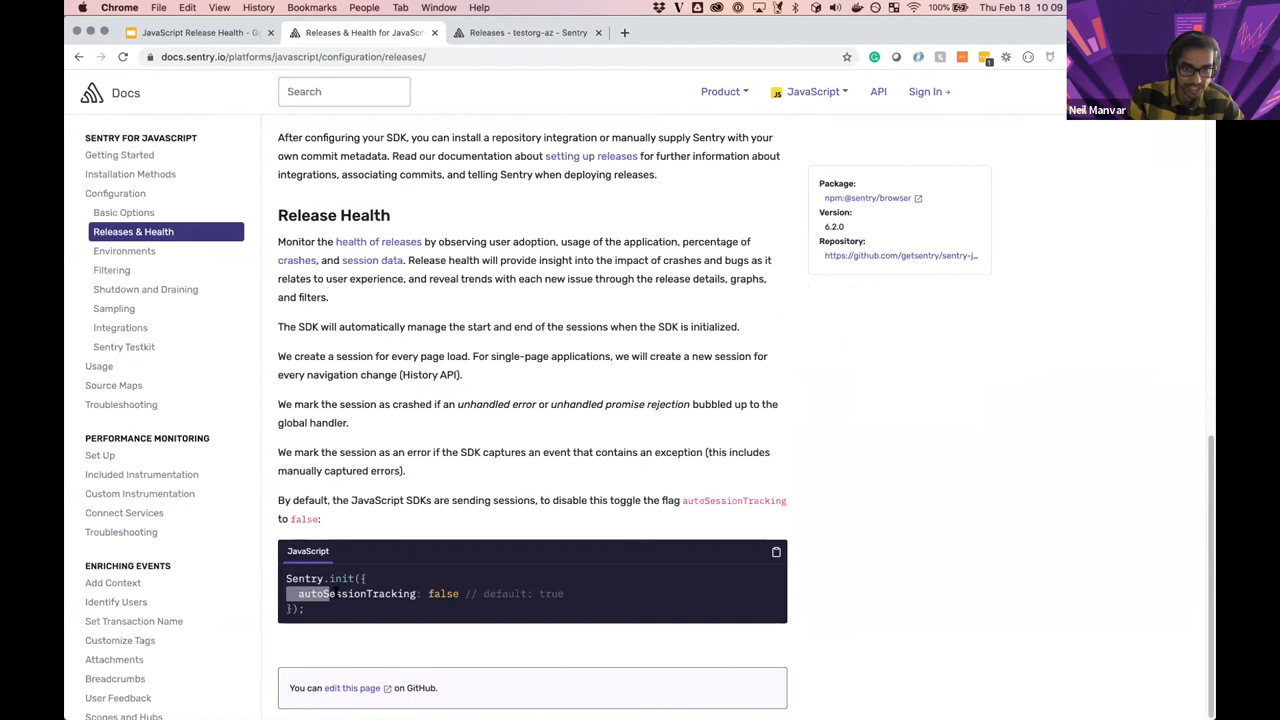 Chrome File Edit View History Bookmarks People Tab Window Help 100% Thu Feb 18 10 09
JavaScript Release Health - G
Releases & Health for JavaScr
Releases - testorg-az - Sentry
docs.sentry.io/platforms/javascript/configuration/releases/
Neil Manvar
Docs
Search
Product
JS JavaScript
API
Sign In →
SENTRY FOR JAVASCRIPT
Getting Started
Installation Methods
Configuration
Basic Options
Releases & Health
Environments
Filtering
Shutdown and Draining
Sampling
Integrations
Sentry Testkit
Usage
Source Maps
Troubleshooting
PERFORMANCE MONITORING
Set Up
Included Instrumentation
Custom Instrumentation
Connect Services
Troubleshooting
ENRICHING EVENTS
Add Context
Identify Users
Set Transaction Name
Customize Tags
Attachments
Breadcrumbs
User Feedback
Scopes and Hubs
After configuring your SDK, you can install a repository integration or manually supply Sentry with your
own commit metadata. Read our documentation about setting up releases for further information about
integrations, associating commits, and telling Sentry when deploying releases.
Release Health
Monitor the health of releases by observing user adoption, usage of the application, percentage of
crashes, and session data. Release health will provide insight into the impact of crashes and bugs as it
relates to user experience, and reveal trends with each new issue through the release details, graphs,
and filters.
The SDK will automatically manage the start and end of the sessions when the SDK is initialized.
We create a session for every page load. For single-page applications, we will create a new session for
every navigation change (History API).
We mark the session as crashed if an unhandled error or unhandled promise rejection bubbled up to the
global handler.
We mark the session as an error if the SDK captures an event that contains an exception (this includes
manually captured errors).
By default, the JavaScript SDKs are sending sessions, to disable this toggle the flag autoSessionTracking
to false:
JavaScript
Sentry.init({
autoSessionTracking: false // default: true
});
You can edit this page on GitHub.
Package:
npm:@sentry/browser
Version:
6.2.0
Repository:
https://github.com/getsentry/sentry-j…